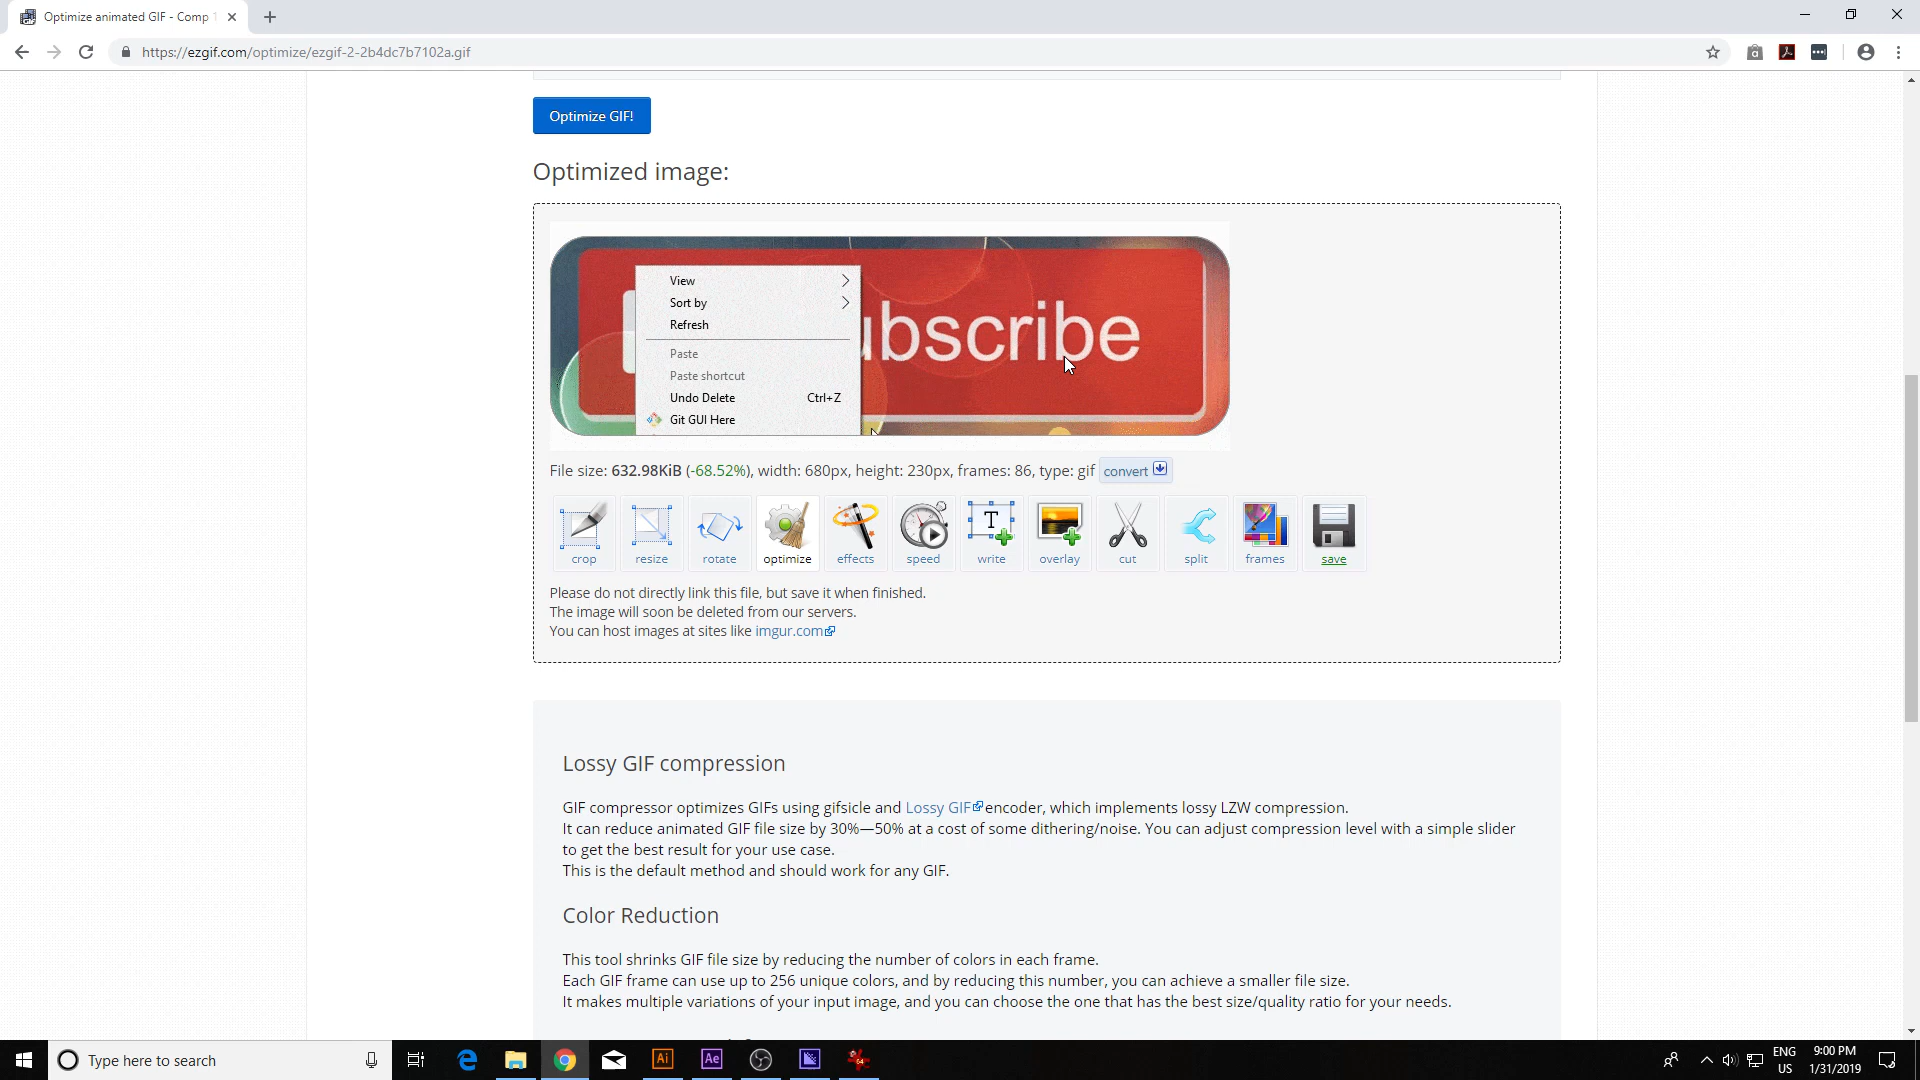 Optimize animated GIF - Comp
https://ezgif.com/optimize/ezgif-2-2b4dc7b7102a.gif
Optimize GIF!
Optimized image:
View
Sort by
Refresh
Paste
Paste shortcut
Undo Delete Ctrl+Z
Git GUI Here
ubscribe
File size: 632.98KiB (-68.52%), width: 680px, height: 230px, frames: 86, type: gif convert
crop resize rotate optimize effects speed write overlay cut split frames save
Please do not directly link this file, but save it when finished.
The image will soon be deleted from our servers.
You can host images at sites like imgur.com
Lossy GIF compression
GIF compressor optimizes GIFs using gifsicle and Lossy GIF encoder, which implements lossy LZW compression.
It can reduce animated GIF file size by 30%—50% at a cost of some dithering/noise. You can adjust compression level with a simple slider
to get the best result for your use case.
This is the default method and should work for any GIF.
Color Reduction
This tool shrinks GIF file size by reducing the number of colors in each frame.
Each GIF frame can use up to 256 unique colors, and by reducing this number, you can achieve a smaller file size.
It makes multiple variations of your input image, and you can choose the one that has the best size/quality ratio for your needs.
Type here to search
Ai
Ae
ENG
US
9:00 PM
1/31/2019